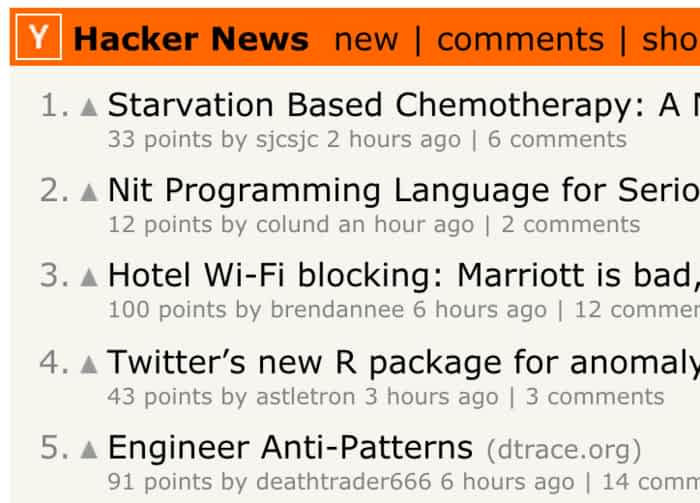 Y Hacker News new | comments | sho
1. ▲ Starvation Based Chemotherapy: A
33 points by sjcsjc 2 hours ago | 6 comments
2. ▲ Nit Programming Language for Serio
12 points by colund an hour ago | 2 comments
3. ▲ Hotel Wi-Fi blocking: Marriott is bad,
100 points by brendannee 6 hours ago | 12 commen
4. ▲ Twitter’s new R package for anomaly
43 points by astletron 3 hours ago | 3 comments
5. ▲ Engineer Anti-Patterns (dtrace.org)
91 points by deathtrader666 6 hours ago | 14 comm